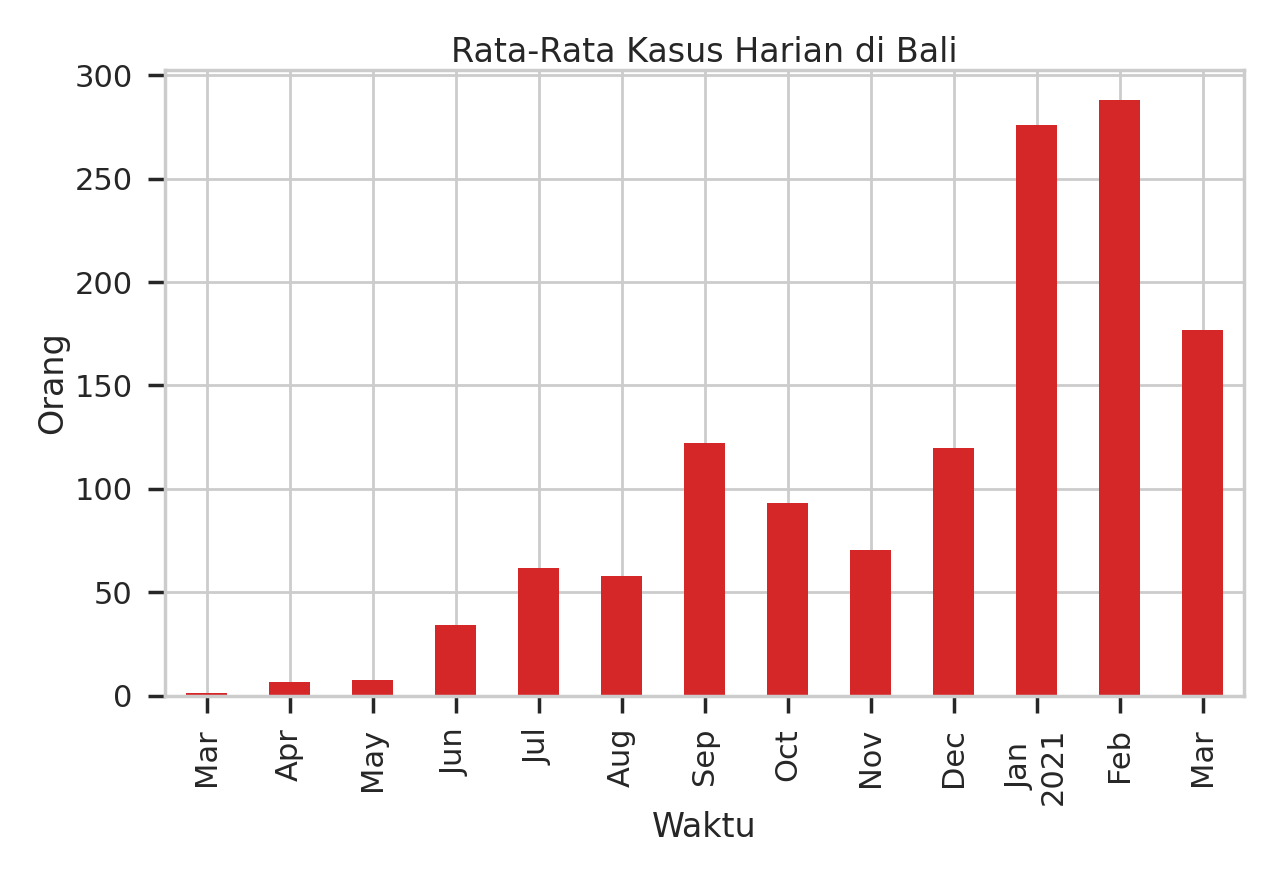 Rata-Rata Kasus Harian di Bali
300
250
200
150
100
50
0
Orang
Mar
Apr
May
Jun
Jul
Aug
Sep
Oct
Nov
Dec
Jan
2021
Feb
Mar
Waktu